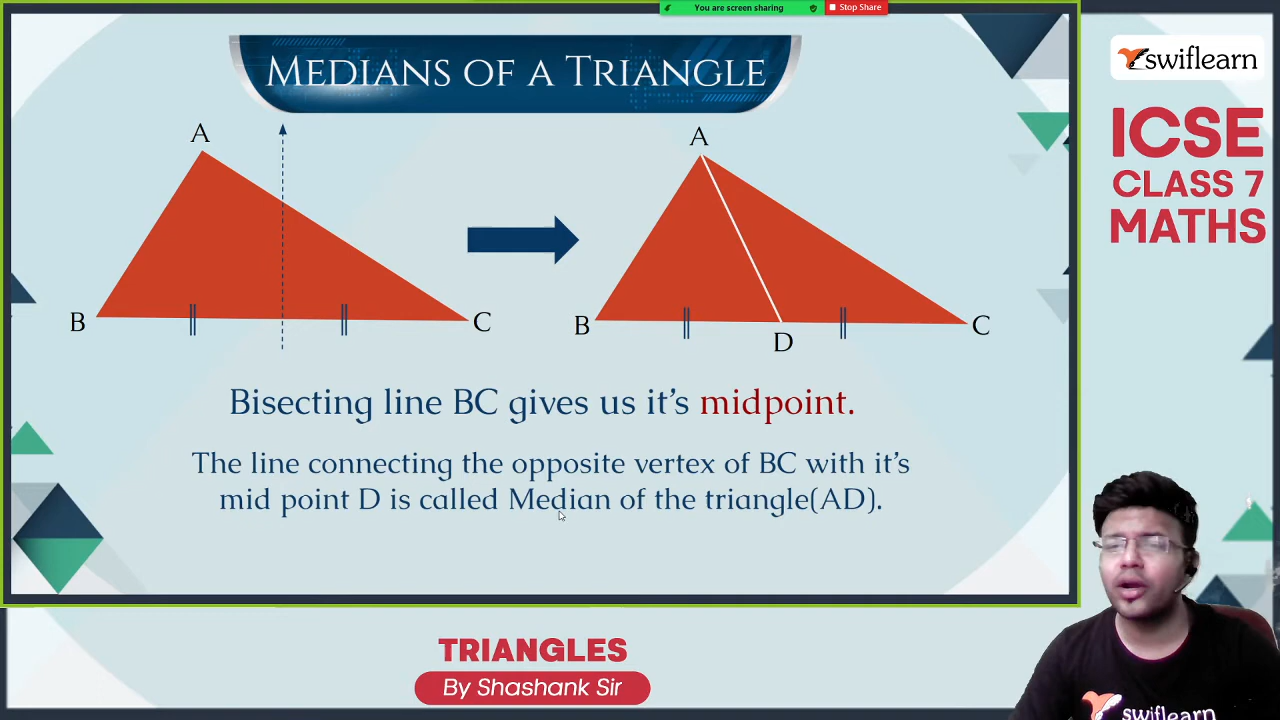 You are screen sharing
Stop Share
MEDIANS OF A TRIANGLE
swiflearn
ICSE
CLASS 7
MATHS
A
B
C
A
B
D
C
Bisecting line BC gives us it's midpoint.
The line connecting the opposite vertex of BC with it's
mid point D is called Median of the triangle(AD).
TRIANGLES
By Shashank Sir
swiflearn